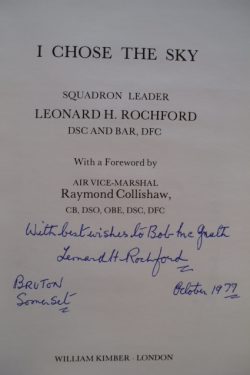 I CHOSE THE SKY
SQUADRON LEADER
LEONARD H. ROCHFORD
DSC AND BAR, DFC
With a Foreword by
AIR VICE-MARSHAL
Raymond Collishaw,
CB, DSO, OBE, DSC, DFC
With best wishes to Bob Mc Grath
Leonard H. Rochford
BRUTON
Somerset
October 1977
WILLIAM KIMBER · LONDON